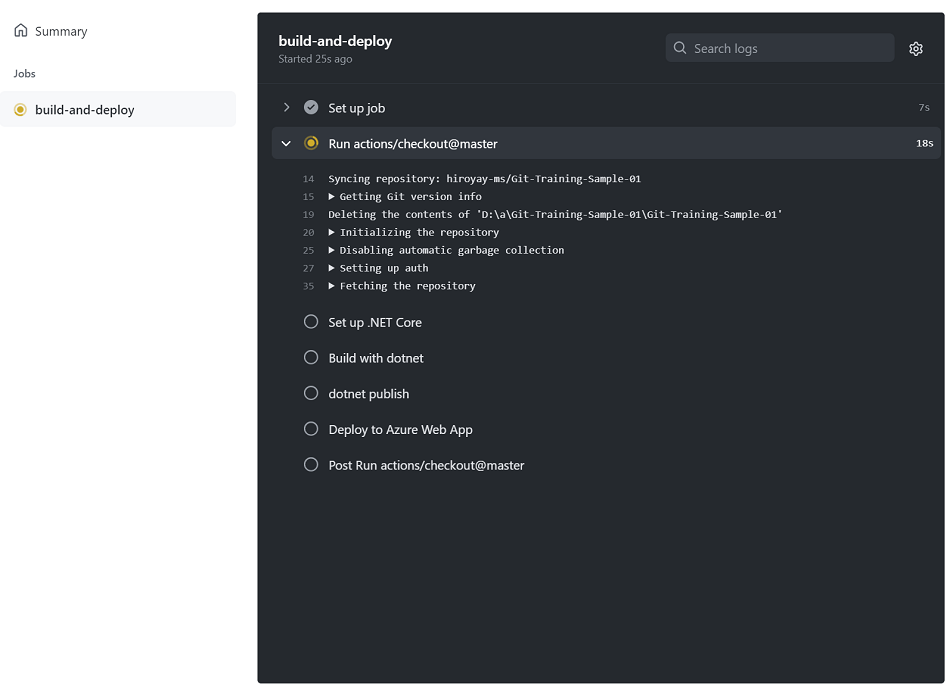 Summary
Jobs
build-and-deploy
build-and-deploy
Started 25s ago
Search logs
Set up job 7s
Run actions/checkout@master 18s
14 Syncing repository: hiroyay-ms/Git-Training-Sample-01
15 ▶ Getting Git version info
19 Deleting the contents of 'D:\a\Git-Training-Sample-01\Git-Training-Sample-01'
20 ▶ Initializing the repository
25 ▶ Disabling automatic garbage collection
27 ▶ Setting up auth
35 ▶ Fetching the repository
Set up .NET Core
Build with dotnet
dotnet publish
Deploy to Azure Web App
Post Run actions/checkout@master